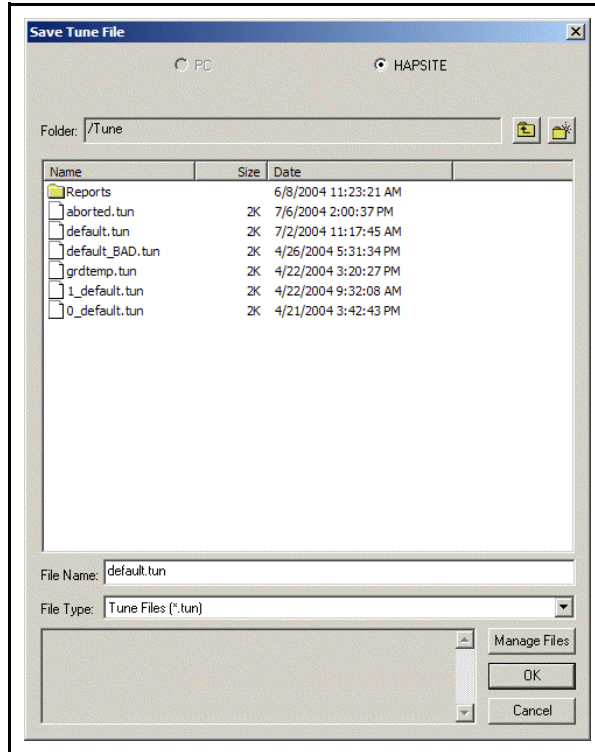 Save Tune File
PC HAPSITE
Folder: /Tune
Name Size Date
Reports 6/8/2004 11:23:21 AM
aborted.tun 2K 7/6/2004 2:00:37 PM
default.tun 2K 7/2/2004 11:17:45 AM
default_BAD.tun 2K 4/26/2004 5:31:34 PM
grdtemp.tun 2K 4/22/2004 3:20:27 PM
1_default.tun 2K 4/22/2004 9:32:08 AM
0_default.tun 2K 4/21/2004 3:42:43 PM
File Name: default.tun
File Type: Tune Files (*.tun)
Manage Files
OK
Cancel